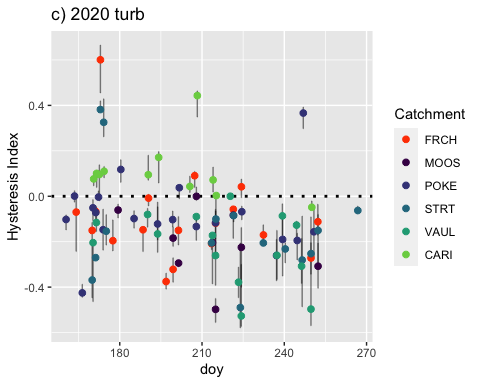 c) 2020 turb
Hysteresis Index
0.4
0.0
-0.4
180
210
240
270
doy
Catchment
FRCH
MOOS
POKE
STRT
VAUL
CARI